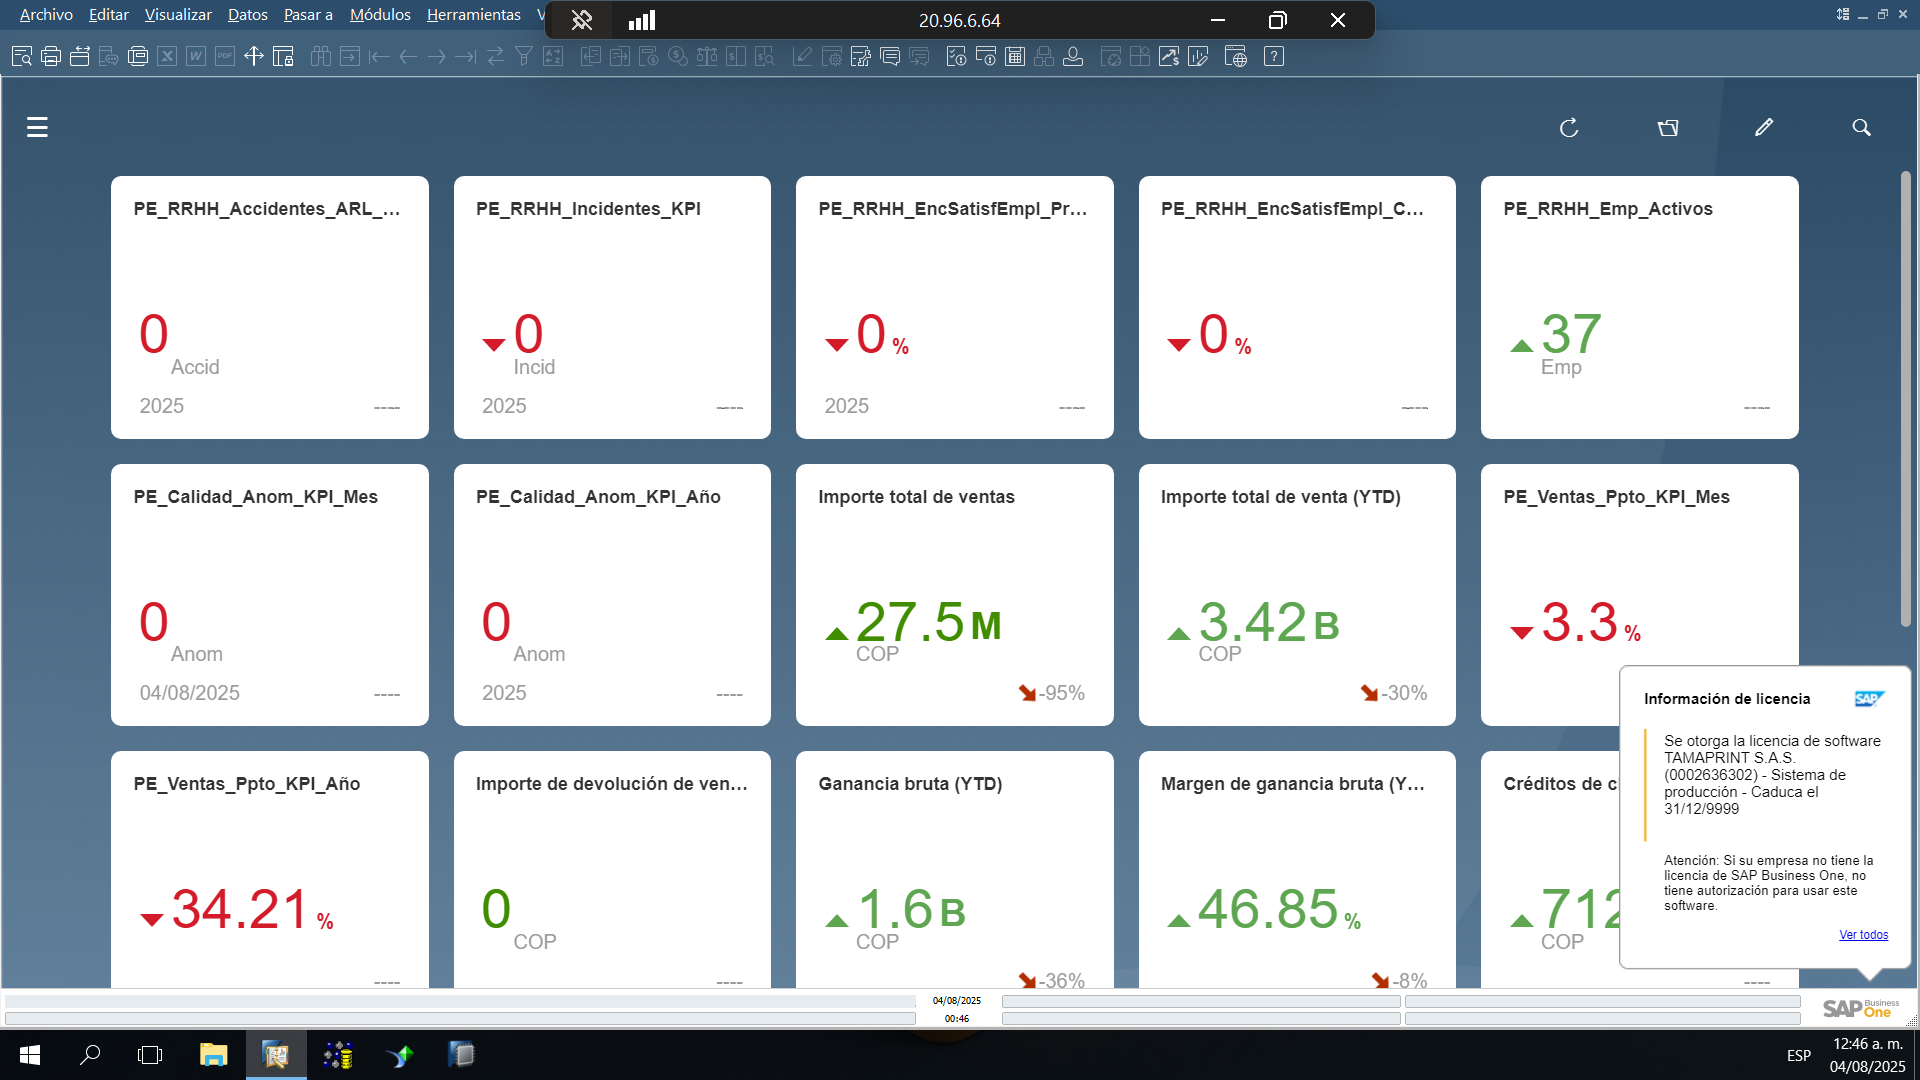 Archivo Editar Visualizar Datos Pasar a Módulos Herramientas V
20.96.6.64
PE_RRHH_Accidentes_ARL_...
0
Accid
2025 ----
PE_RRHH_Incidentes_KPI
0
Incid
2025 ----
PE_RRHH_EncSatisfEmpl_Pr...
0 %
2025 ----
PE_RRHH_EncSatisfEmpl_C...
0 %
----
PE_RRHH_Emp_Activos
37
Emp
----
PE_Calidad_Anom_KPI_Mes
0
Anom
04/08/2025 ----
PE_Calidad_Anom_KPI_Año
0
Anom
2025 ----
Importe total de ventas
27.5 M
COP
-95%
Importe total de venta (YTD)
3.42 B
COP
-30%
PE_Ventas_Ppto_KPI_Mes
3.3 %
PE_Ventas_Ppto_KPI_Año
34.21 %
----
Importe de devolución de ven...
0
COP
----
Ganancia bruta (YTD)
1.6 B
COP
-36%
Margen de ganancia bruta (Y...
46.85 %
-8%
Créditos de c
712
COP
----
Información de licencia
SAP
Se otorga la licencia de software
TAMAPRINT S.A.S.
(0002636302) - Sistema de
producción - Caduca el
31/12/9999
Atención: Si su empresa no tiene la
licencia de SAP Business One, no
tiene autorización para usar este
software.
Ver todos
04/08/2025
00:46
SAP Business One
ESP
12:46 a. m.
04/08/2025